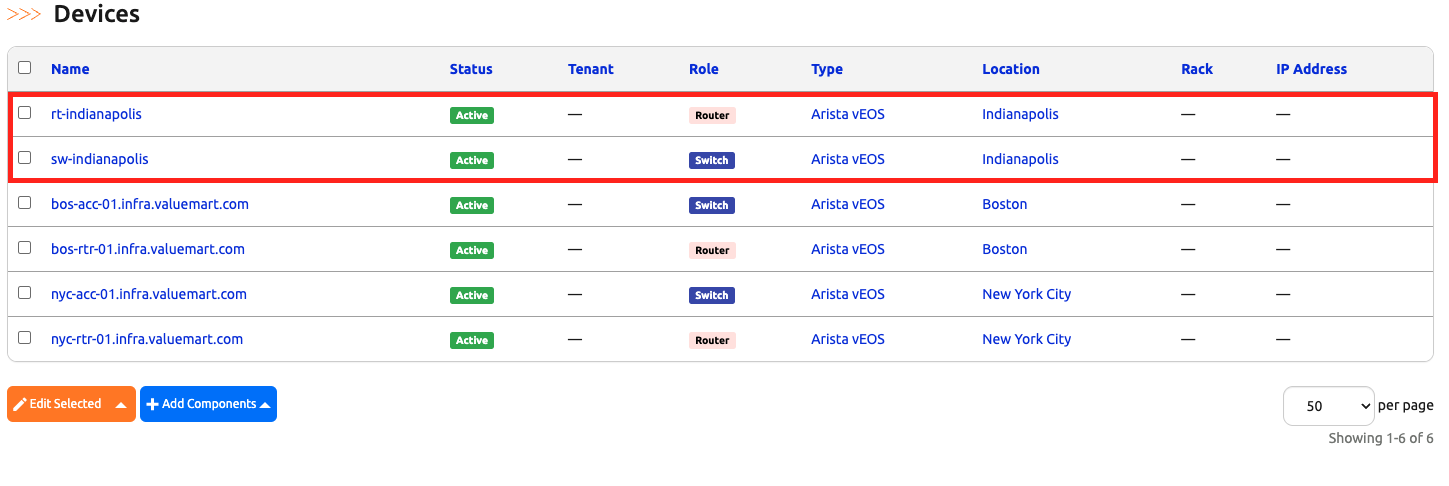 >>> Devices
Name Status Tenant Role Type Location Rack IP Address
rt-indianapolis Active — Router Arista vEOS Indianapolis — —
sw-indianapolis Active — Switch Arista vEOS Indianapolis — —
bos-acc-01.infra.valuemart.com Active — Switch Arista vEOS Boston — —
bos-rtr-01.infra.valuemart.com Active — Router Arista vEOS Boston — —
nyc-acc-01.infra.valuemart.com Active — Switch Arista vEOS New York City — —
nyc-rtr-01.infra.valuemart.com Active — Router Arista vEOS New York City — —
Edit Selected Add Components 50 per page
Showing 1-6 of 6